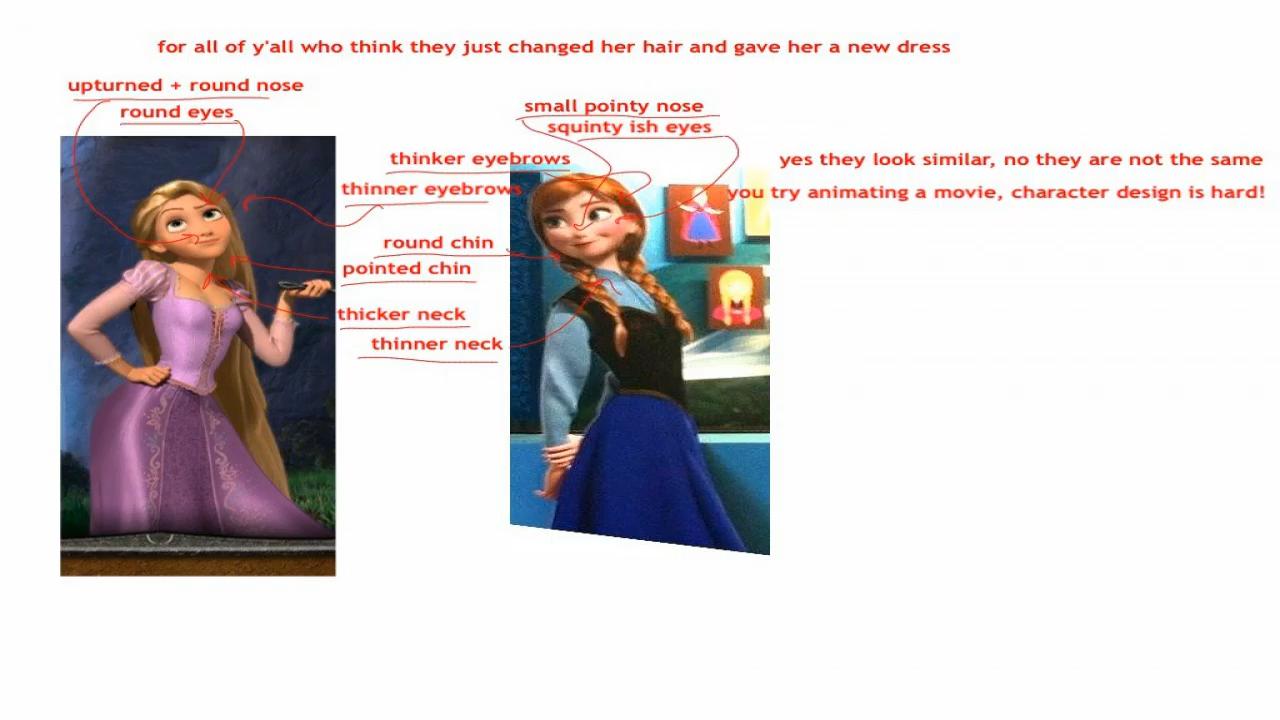 for all of y'all who think they just changed her hair and gave her a new dress
upturned + round nose
round eyes
small pointy nose
squinty ish eyes
thinker eyebrows
thinner eyebrows
yes they look similar, no they are not the same
you try animating a movie, character design is hard!
round chin
pointed chin
thicker neck
thinner neck